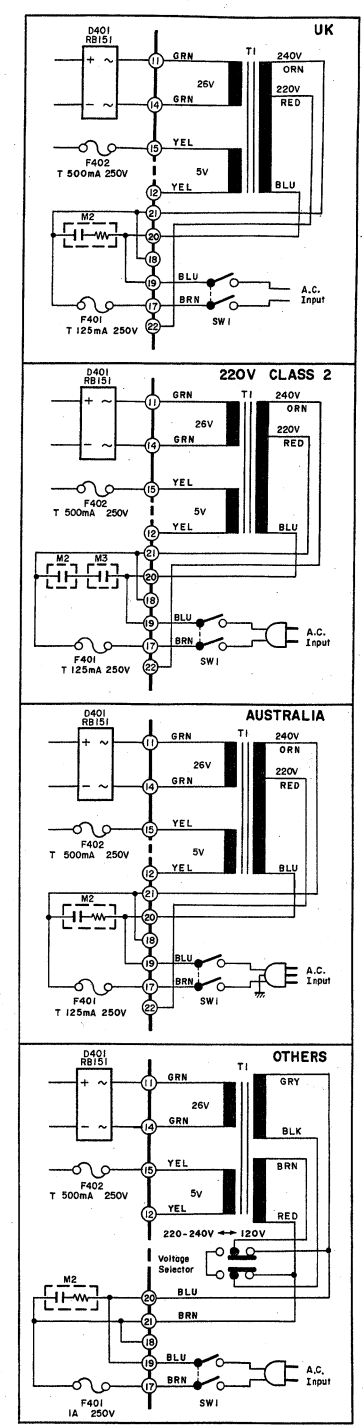 UK
D401
RB151
+ ~
- ~
11 GRN
T1
240V
ORN
26V
220V
RED
14 GRN
15 YEL
F402
T 500mA 250V
5V
12 YEL
BLU
21
M2
20
18
19 BLU
A.C.
Input
17 BRN
F401
T 125mA 250V
SW1
22
220V CLASS 2
D401
RB151
+ ~
- ~
11 GRN
T1
240V
ORN
26V
220V
RED
14 GRN
15 YEL
F402
T 500mA 250V
5V
12 YEL
BLU
21
M2 M3
20
18
19 BLU
A.C.
Input
17 BRN
F401
T 125mA 250V
SW1
22
AUSTRALIA
D401
RB151
+ ~
- ~
11 GRN
T1
240V
ORN
26V
220V
RED
14 GRN
15 YEL
F402
T 500mA 250V
5V
12 YEL
BLU
21
M2
20
18
19 BLU
A.C.
Input
17 BRN
F401
T 125mA 250V
SW1
22
OTHERS
D401
RB151
+ ~
- ~
11 GRN
T1
GRY
26V
BLK
14 GRN
BRN
15 YEL
F402
T 500mA 250V
5V
12 YEL
RED
220-240V ↔ 120V
Voltage
Selector
M2
20 BLU
21 BRN
18
19 BLU
A.C.
Input
17 BRN
F401
1A 250V
SW1